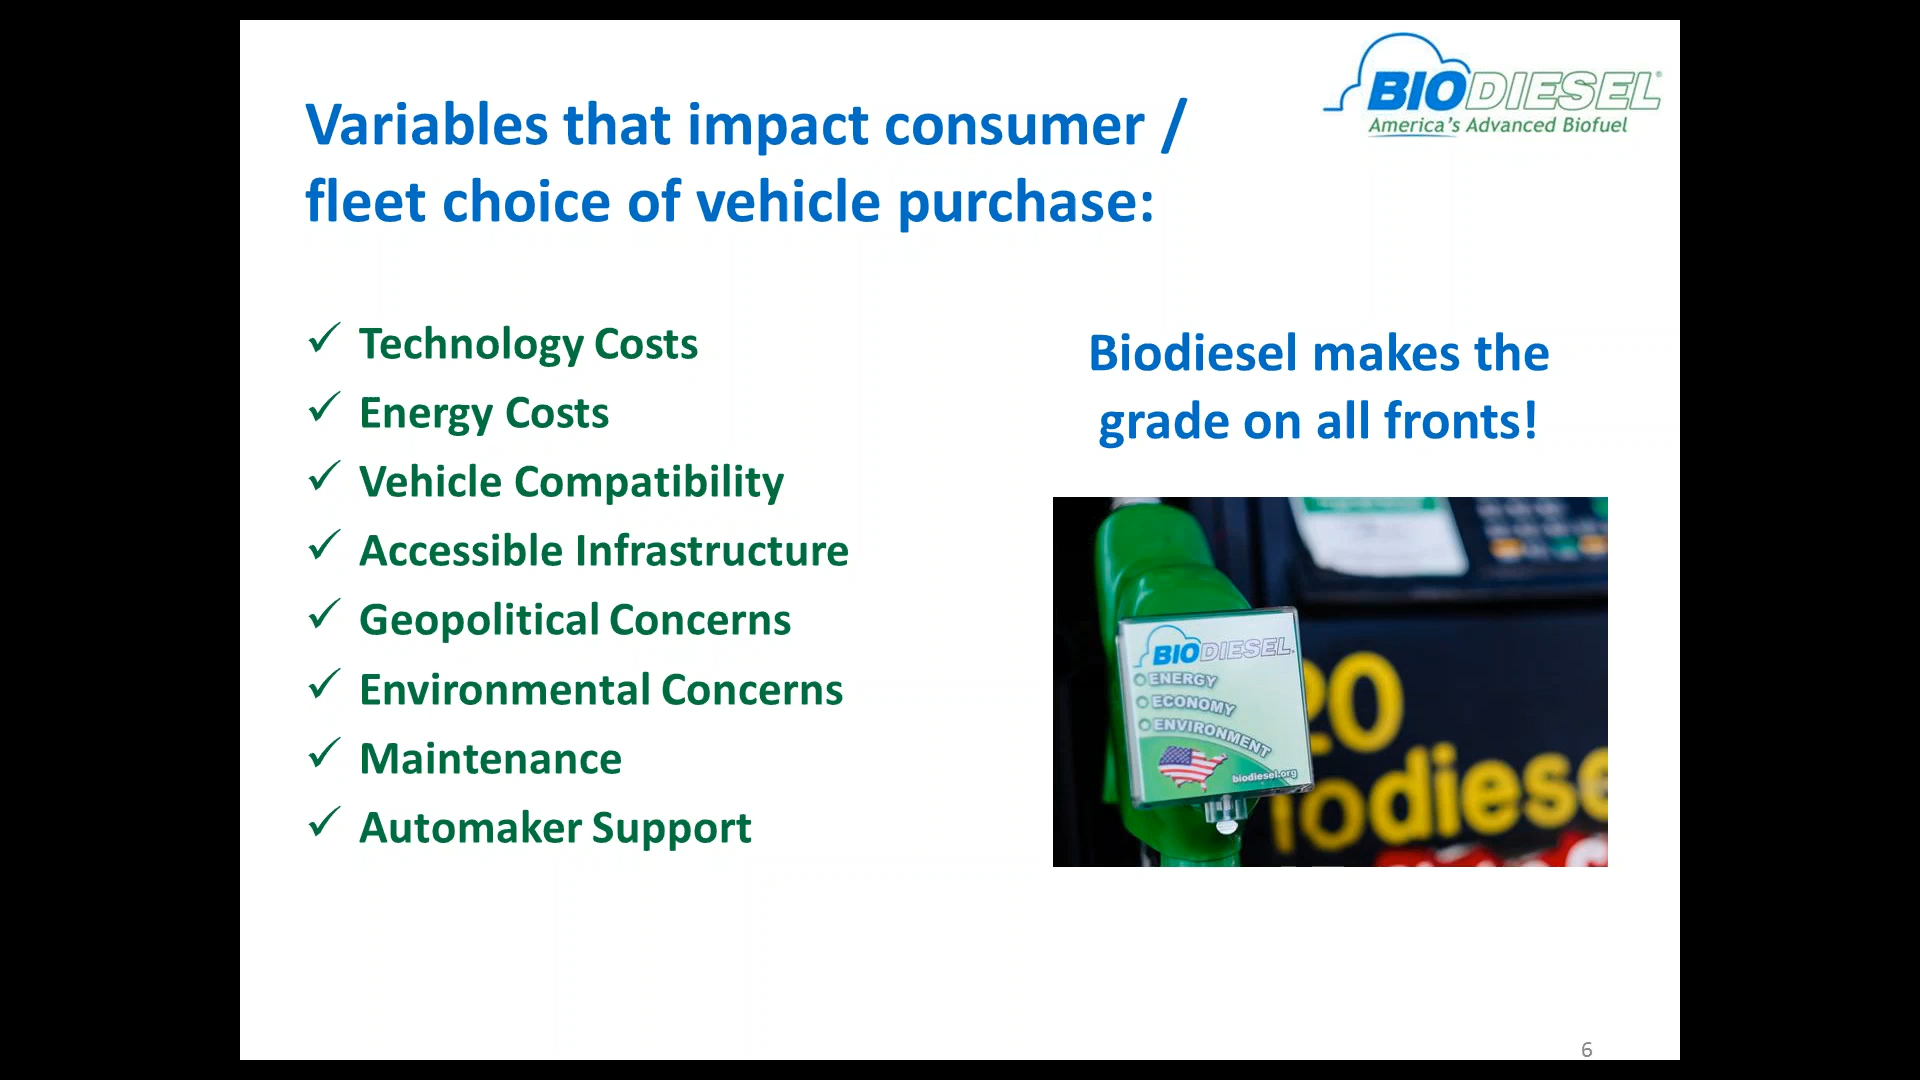 BIODIESEL®
America's Advanced Biofuel
Variables that impact consumer /
fleet choice of vehicle purchase:
✓ Technology Costs
✓ Energy Costs
✓ Vehicle Compatibility
✓ Accessible Infrastructure
✓ Geopolitical Concerns
✓ Environmental Concerns
✓ Maintenance
✓ Automaker Support
Biodiesel makes the
grade on all fronts!
BIODIESEL®
ENERGY
ECONOMY
ENVIRONMENT
biodiesel.org
20
iodiese
6